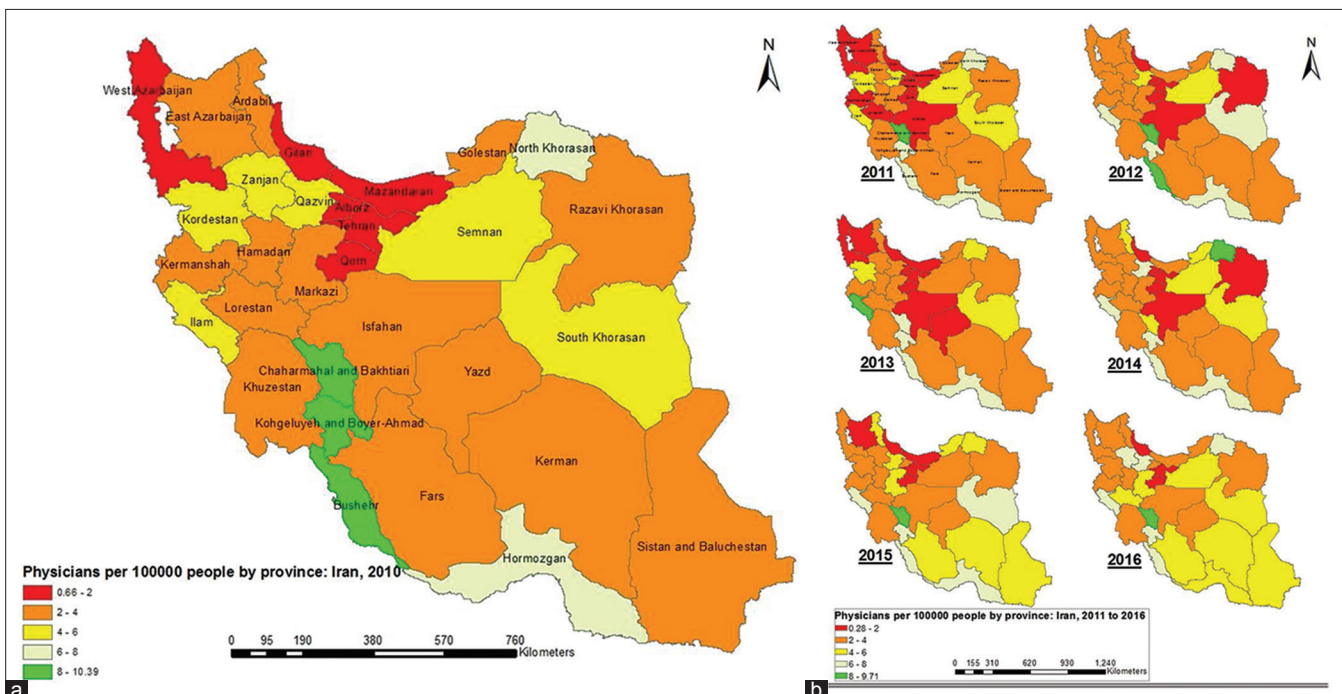 N
West Azarbaijan
East Azarbaijan
Ardabil
Gilan
Zanjan
Qazvin
Kordestan
Mazandaran
Alborz
Tehran
Qom
Golestan
North Khorasan
Razavi Khorasan
Semnan
Hamadan
Kermanshah
Markazi
Lorestan
Ilam
Isfahan
South Khorasan
Chaharmahal and Bakhtiari
Khuzestan
Yazd
Kohgeluyeh and Boyer-Ahmad
Kerman
Fars
Bushehr
Sistan and Baluchestan
Hormozgan
Physicians per 100000 people by province: Iran, 2010
0.66 - 2
2 - 4
4 - 6
6 - 8
8 - 10.39
0 95 190 380 570 760
Kilometers
a
N
2011
2012
2013
2014
2015
2016
Physicians per 100000 people by province: Iran, 2011 to 2016
0.28 - 2
2 - 4
4 - 6
6 - 8
8 - 9.71
0 155 310 620 930 1,240
Kilometers
b